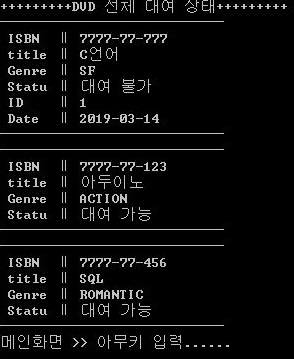 +++++++++DVD 전체 대여 상태+++++++++
ISBN ‖ 7777-77-777
title ‖ C언어
Genre ‖ SF
Statu ‖ 대여 불가
ID ‖ 1
Date ‖ 2019-03-14
ISBN ‖ 7777-77-123
title ‖ 아두이노
Genre ‖ ACTION
Statu ‖ 대여 가능
ISBN ‖ 7777-77-456
title ‖ SQL
Genre ‖ ROMANTIC
Statu ‖ 대여 가능
메인화면 >> 아무키 입력......